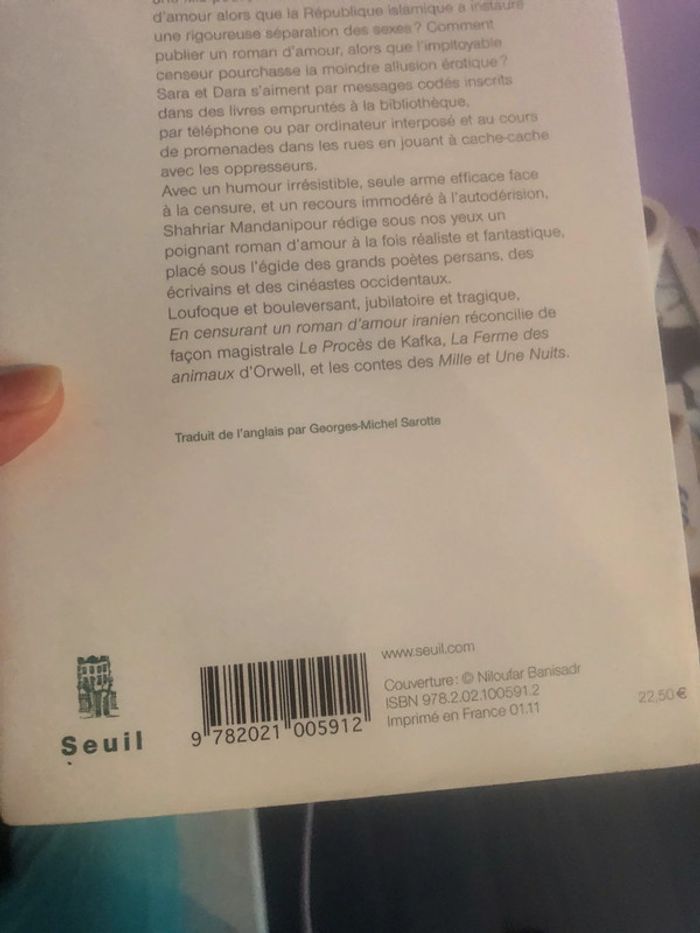 d'amour alors que la République islamique a instauré
une rigoureuse séparation des sexes ? Comment
publier un roman d'amour, alors que l'impitoyable
censeur pourchasse la moindre allusion érotique ?
Sara et Dara s'aiment par messages codés inscrits
dans des livres empruntés à la bibliothèque,
par téléphone ou par ordinateur interposé et au cours
de promenades dans les rues en jouant à cache-cache
avec les oppresseurs.
Avec un humour irrésistible, seule arme efficace face
à la censure, et un recours immodéré à l'autodérision,
Shahriar Mandanipour rédige sous nos yeux un
poignant roman d'amour à la fois réaliste et fantastique,
placé sous l'égide des grands poètes persans, des
écrivains et des cinéastes occidentaux.
Loufoque et bouleversant, jubilatoire et tragique,
En censurant un roman d'amour iranien réconcilie de
façon magistrale Le Procès de Kafka, La Ferme des
animaux d'Orwell, et les contes des Mille et Une Nuits.
Traduit de l'anglais par Georges-Michel Sarotte
Seuil
9 782021 005912
www.seuil.com
Couverture : © Niloufar Banisadr
ISBN 978.2.02.100591.2
Imprimé en France 01.11
22,50 €